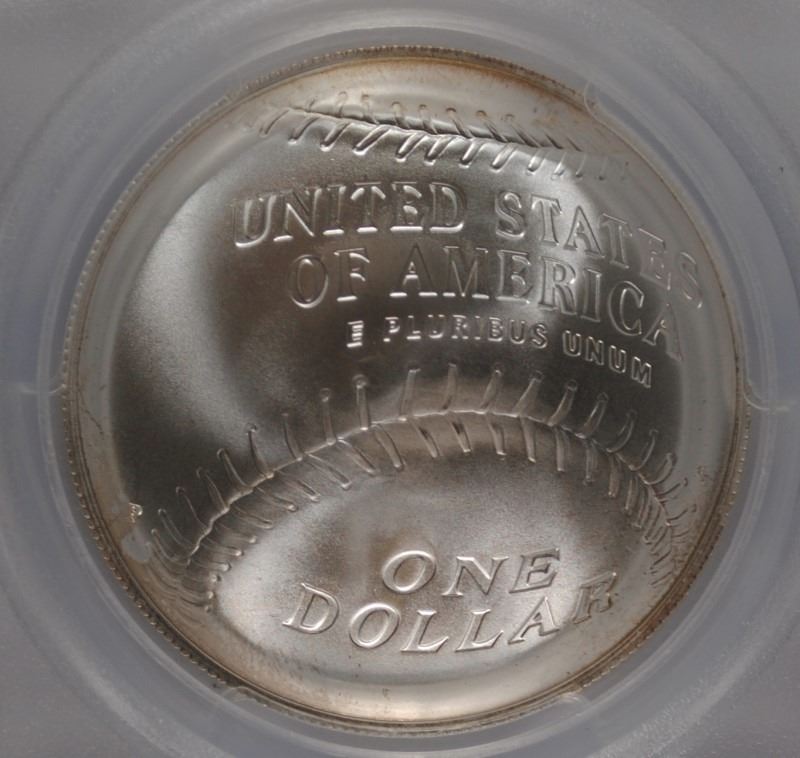 UNITED STATES
OF AMERICA
E PLURIBUS UNUM
P
ONE
DOLLAR